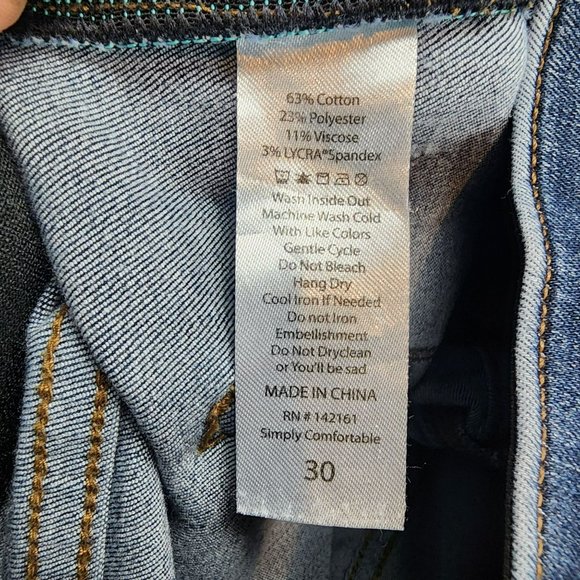 63% Cotton
23% Polyester
11% Viscose
3% LYCRA®Spandex
Wash Inside Out
Machine Wash Cold
With Like Colors
Gentle Cycle
Do Not Bleach
Hang Dry
Cool Iron If Needed
Do not Iron
Embellishment
Do Not Dryclean
or You'll be sad
MADE IN CHINA
RN # 142161
Simply Comfortable
30